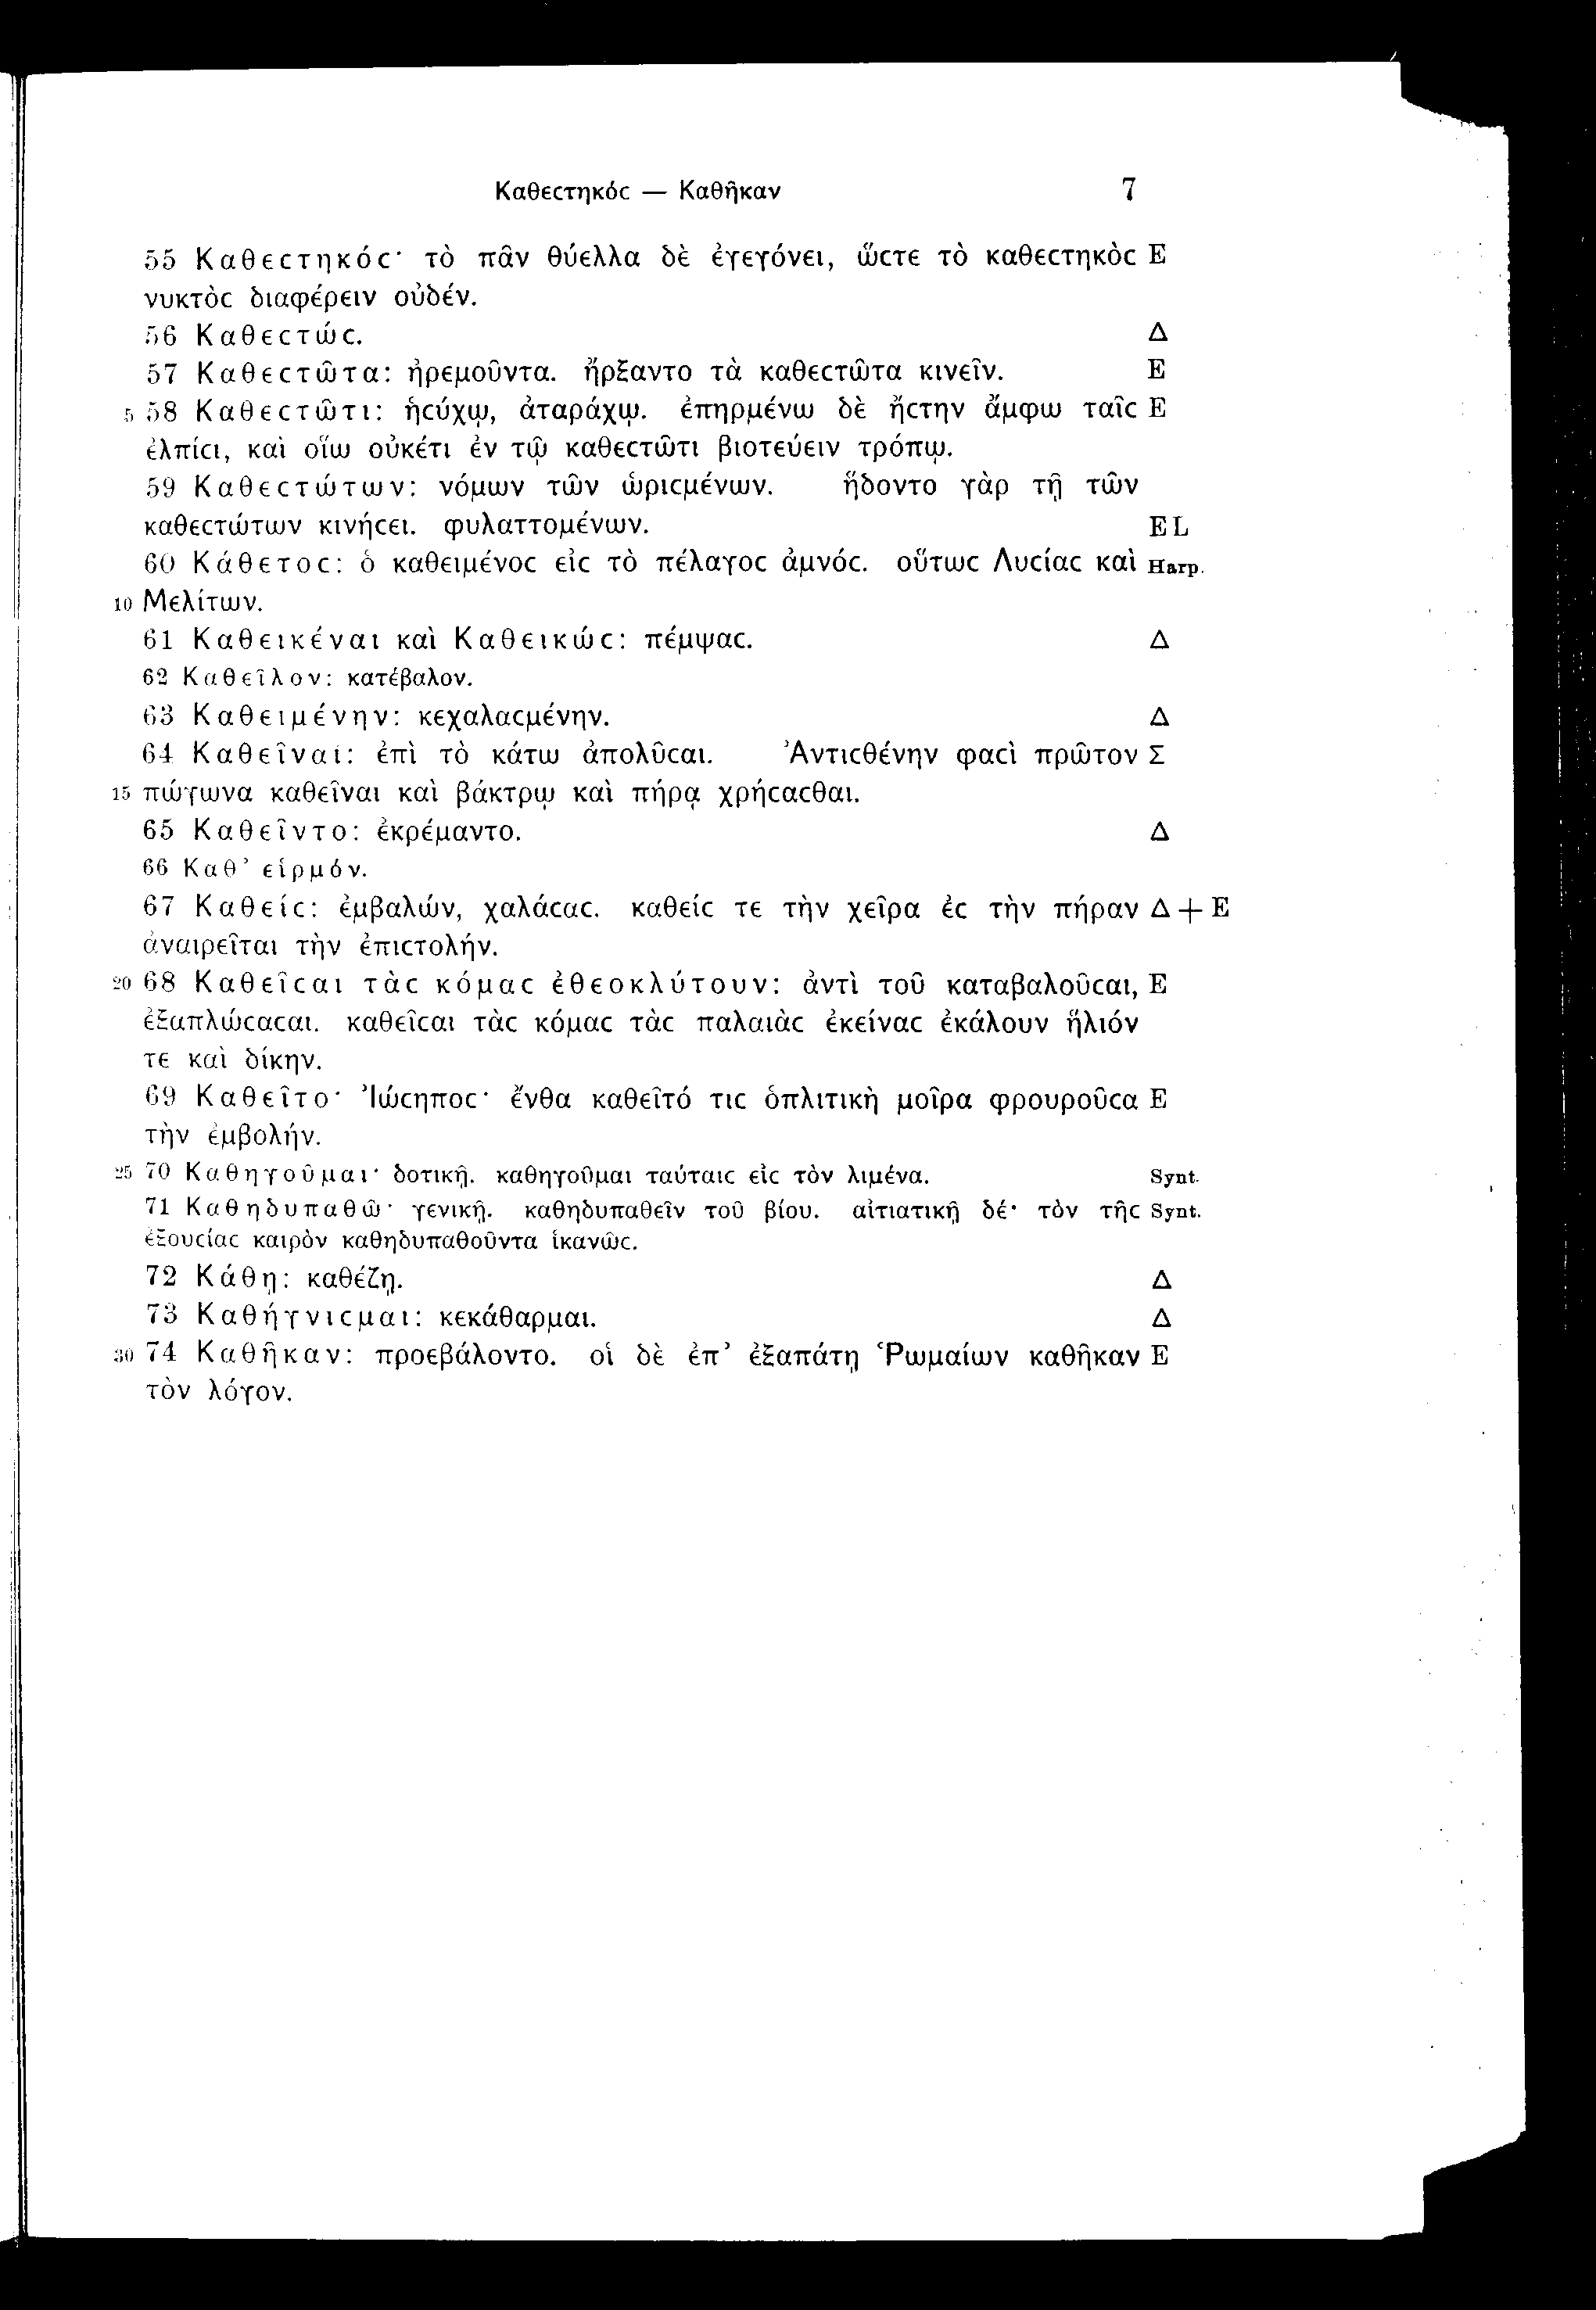 Καθεϲτηκόϲ — Καθῆκαν 7
55 Καθεϲτηκόϲ· τὸ πᾶν θύελλα δὲ ἐγεγόνει, ὥϲτε τὸ καθεϲτηκὸϲ E
νυκτὸϲ διαφέρειν οὐδέν.
56 Καθεϲτώϲ. Δ
57 Καθεϲτῶτα: ἠρεμοῦντα. ἤρξαντο τὰ καθεϲτῶτα κινεῖν. E
5 58 Καθεϲτῶτι: ἡϲύχῳ, ἀταράχῳ. ἐπηρμένω δὲ ἤϲτην ἄμφω ταῖϲ E
ἐλπίϲι, καὶ οἵω οὐκέτι ἐν τῷ καθεϲτῶτι βιοτεύειν τρόπῳ.
59 Καθεϲτώτων: νόμων τῶν ὡριϲμένων. ἥδοντο γὰρ τῇ τῶν
καθεϲτώτων κινήϲει. φυλαττομένων. EL
60 Κάθετοϲ: ὁ καθειμένοϲ εἰϲ τὸ πέλαγοϲ ἀμνόϲ. οὕτωϲ Λυϲίαϲ καὶ Harp.
10 Μελίτων.
61 Καθεικέναι καὶ Καθεικώϲ: πέμψαϲ. Δ
62 Καθεῖλον: κατέβαλον.
63 Καθειμένην: κεχαλαϲμένην. Δ
64 Καθεῖναι: ἐπὶ τὸ κάτω ἀπολῦϲαι. Ἀντιϲθένην φαϲὶ πρῶτον Σ
15 πώγωνα καθεῖναι καὶ βάκτρῳ καὶ πήρᾳ χρήϲαϲθαι.
65 Καθεῖντο: ἐκρέμαντο. Δ
66 Καθ’ εἱρμόν.
67 Καθείϲ: ἐμβαλών, χαλάϲαϲ. καθείϲ τε τὴν χεῖρα ἐϲ τὴν πήραν Δ + E
ἀναιρεῖται τὴν ἐπιϲτολήν.
20 68 Καθεῖϲαι τὰϲ κόμαϲ ἐθεοκλύτουν: ἀντὶ τοῦ καταβαλοῦϲαι, E
ἐξαπλώϲαϲαι. καθεῖϲαι τὰϲ κόμαϲ τὰϲ παλαιὰϲ ἐκείναϲ ἐκάλουν ἥλιόν
τε καὶ δίκην.
69 Καθεῖτο· Ἰώϲηποϲ· ἔνθα καθεῖτό τιϲ ὁπλιτικὴ μοῖρα φρουροῦϲα E
τὴν ἐμβολήν.
25 70 Καθηγοῦμαι· δοτικῇ. καθηγοῦμαι ταύταιϲ εἰϲ τὸν λιμένα. Synt.
71 Καθηδυπαθῶ· γενικῇ. καθηδυπαθεῖν τοῦ βίου. αἰτιατικῇ δέ· τὸν τῆϲ Synt.
ἐξουϲίαϲ καιρὸν καθηδυπαθοῦντα ἱκανῶϲ.
72 Κάθῃ: καθέζῃ. Δ
73 Καθήγνιϲμαι: κεκάθαρμαι. Δ
30 74 Καθῆκαν: προεβάλοντο. οἱ δὲ ἐπ’ ἐξαπάτῃ Ῥωμαίων καθῆκαν E
τὸν λόγον.